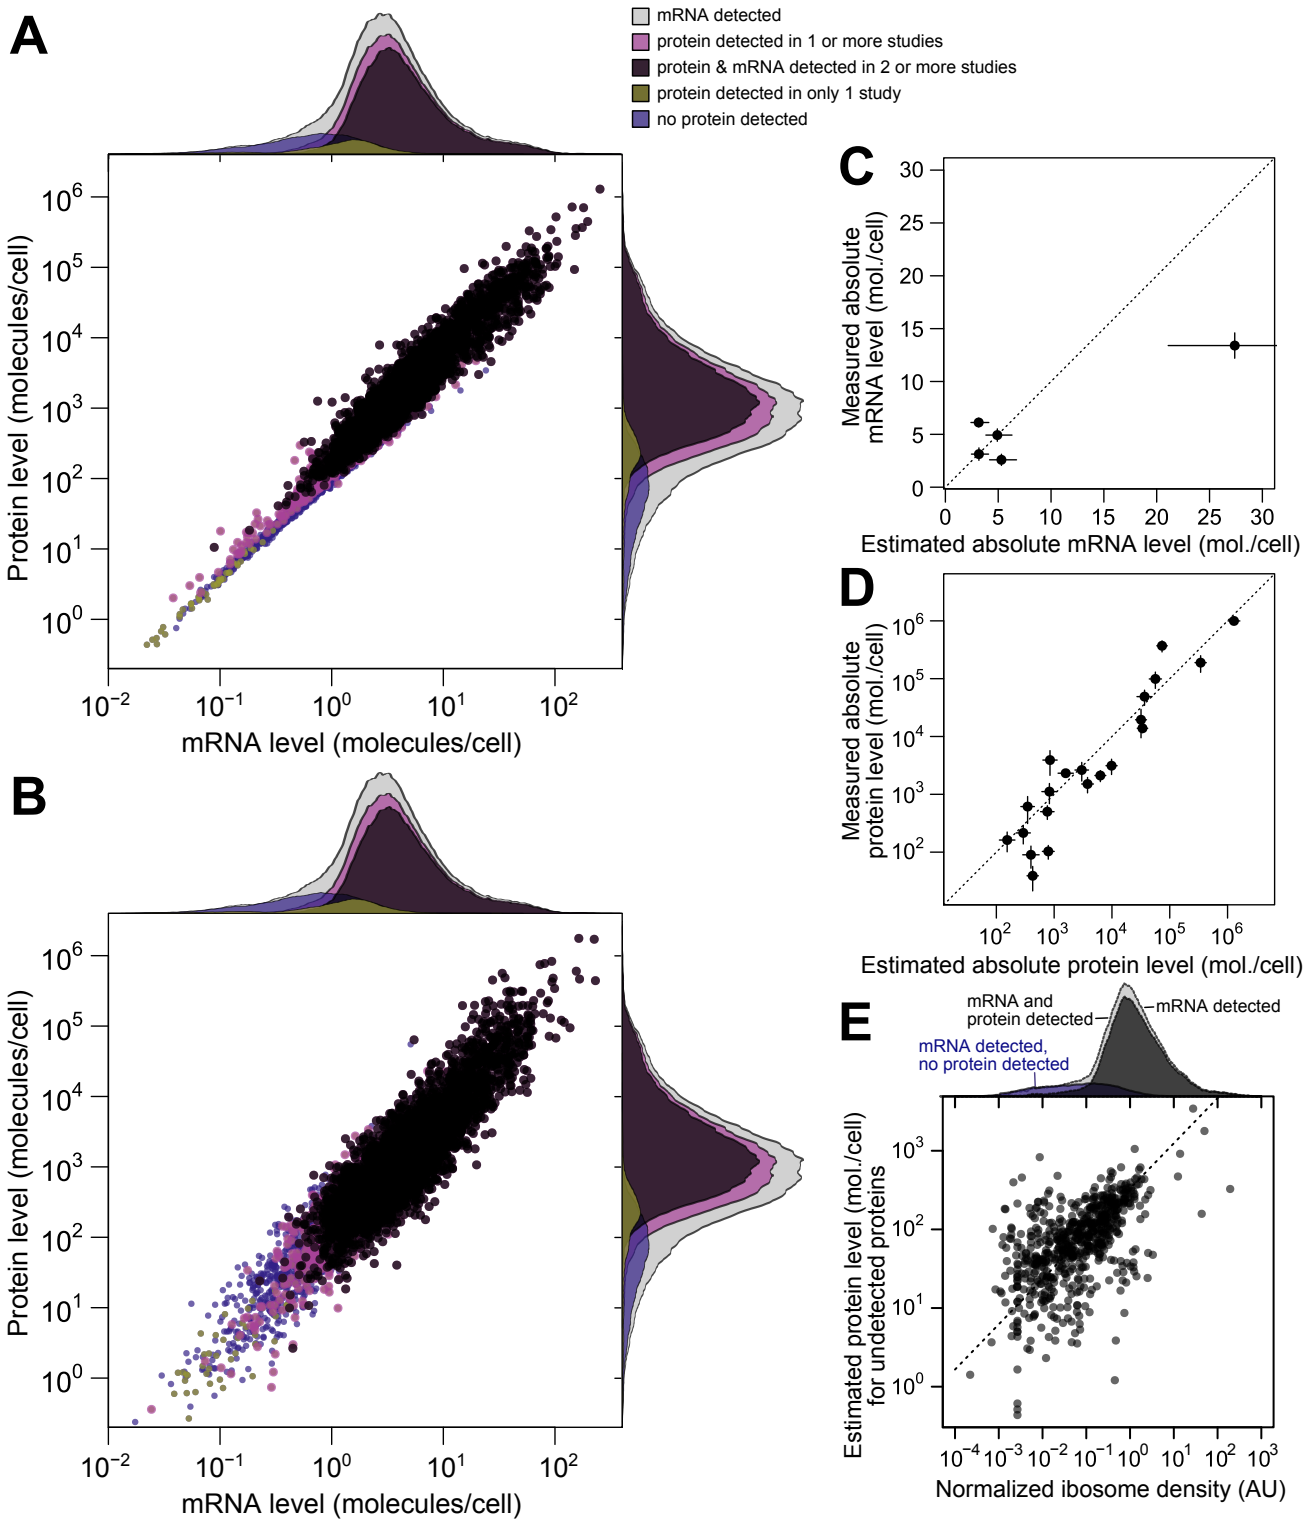 A
mRNA detected
protein detected in 1 or more studies
protein & mRNA detected in 2 or more studies
protein detected in only 1 study
no protein detected
Protein level (molecules/cell)
10^6
10^5
10^4
10^3
10^2
10^1
10^0
10^-2 10^-1 10^0 10^1 10^2
mRNA level (molecules/cell)
B
Protein level (molecules/cell)
10^6
10^5
10^4
10^3
10^2
10^1
10^0
10^-2 10^-1 10^0 10^1 10^2
mRNA level (molecules/cell)
C
Measured absolute
mRNA level (mol./cell)
30
25
20
15
10
5
0
0 5 10 15 20 25 30
Estimated absolute mRNA level (mol./cell)
D
Measured absolute
protein level (mol./cell)
10^6
10^5
10^4
10^3
10^2
10^2 10^3 10^4 10^5 10^6
Estimated absolute protein level (mol./cell)
E
mRNA and
protein detected
mRNA detected
mRNA detected,
no protein detected
Estimated protein level (mol./cell)
for undetected proteins
10^3
10^2
10^1
10^0
10^-4 10^-3 10^-2 10^-1 10^0 10^1 10^2 10^3
Normalized ibosome density (AU)